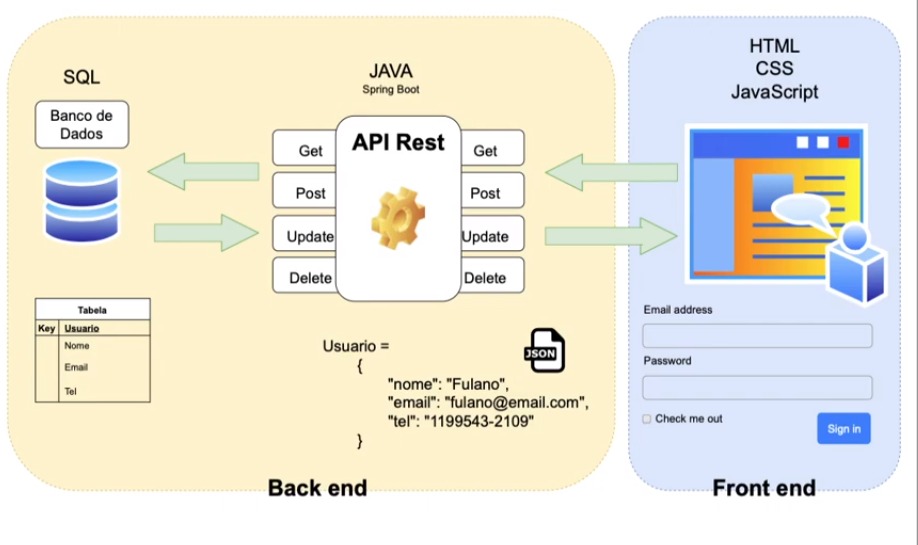 SQL
Banco de
Dados
Tabela
Key Usuario
Nome
Email
Tel
JAVA
Spring Boot
API Rest
Get
Post
Update
Delete
Get
Post
Update
Delete
Usuario =
{
"nome": "Fulano",
"email": "fulano@email.com",
"tel": "1199543-2109"
}
JSON
Back end
HTML
CSS
JavaScript
Email address
Password
Check me out
Sign in
Front end